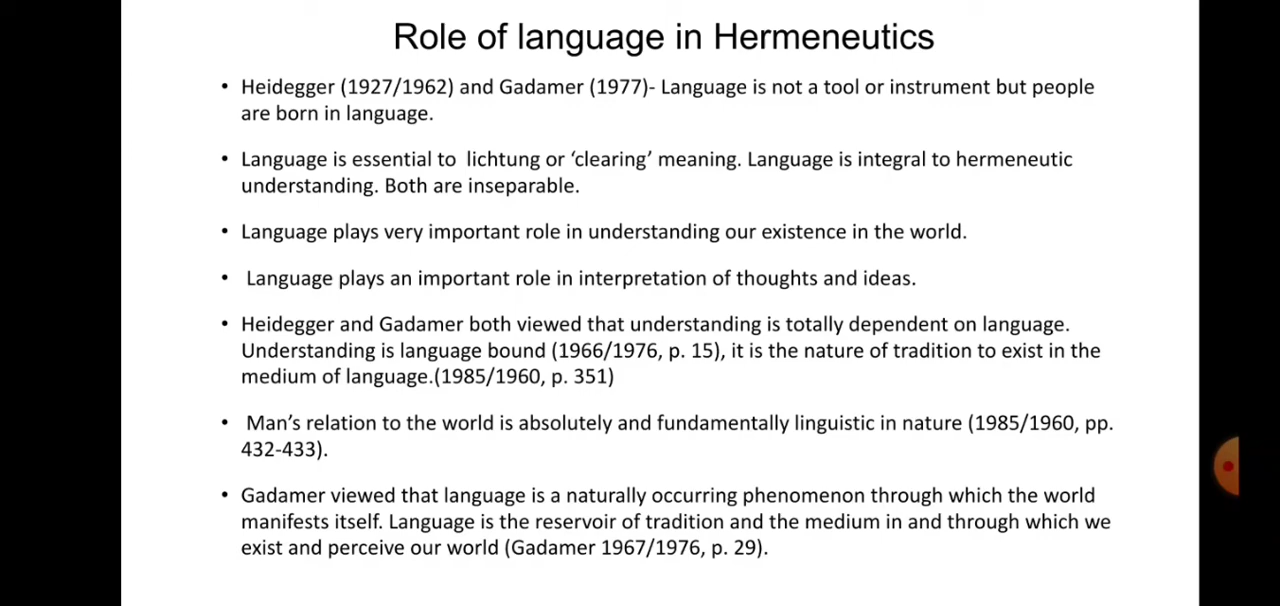 Role of language in Hermeneutics
• Heidegger (1927/1962) and Gadamer (1977)- Language is not a tool or instrument but people
are born in language.
• Language is essential to lichtung or ‘clearing’ meaning. Language is integral to hermeneutic
understanding. Both are inseparable.
• Language plays very important role in understanding our existence in the world.
• Language plays an important role in interpretation of thoughts and ideas.
• Heidegger and Gadamer both viewed that understanding is totally dependent on language.
Understanding is language bound (1966/1976, p. 15), it is the nature of tradition to exist in the
medium of language.(1985/1960, p. 351)
• Man’s relation to the world is absolutely and fundamentally linguistic in nature (1985/1960, pp.
432-433).
• Gadamer viewed that language is a naturally occurring phenomenon through which the world
manifests itself. Language is the reservoir of tradition and the medium in and through which we
exist and perceive our world (Gadamer 1967/1976, p. 29).